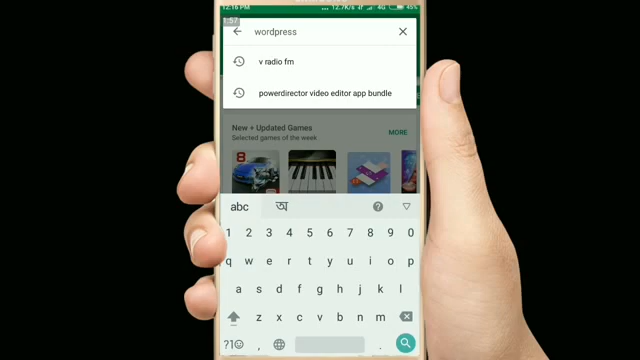 12:16 PM ... 12.7K/s 4G 45%
1:57
wordpress
v radio fm
powerdirector video editor app bundle
New + Updated Games
MORE
Selected games of the week
8
abc অ
1 2 3 4 5 6 7 8 9 0
q w e r t y u i o p
a s d f g h j k l
z x c v b n m
?1☺ , .